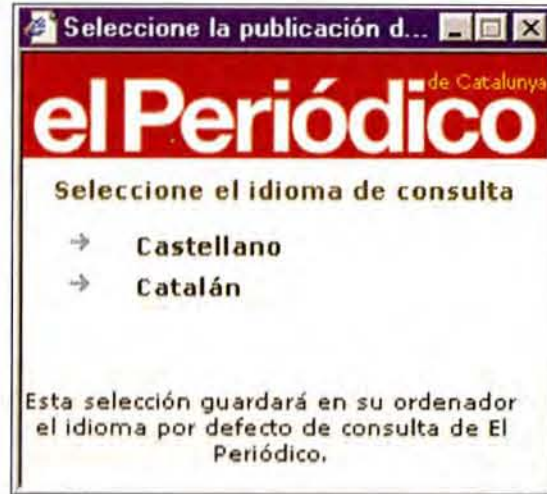 Seleccione la publicación d...
de Catalunya
el Periódico
Seleccione el idioma de consulta
Castellano
Catalán
Esta selección guardará en su ordenador
el idioma por defecto de consulta de El
Periódico.